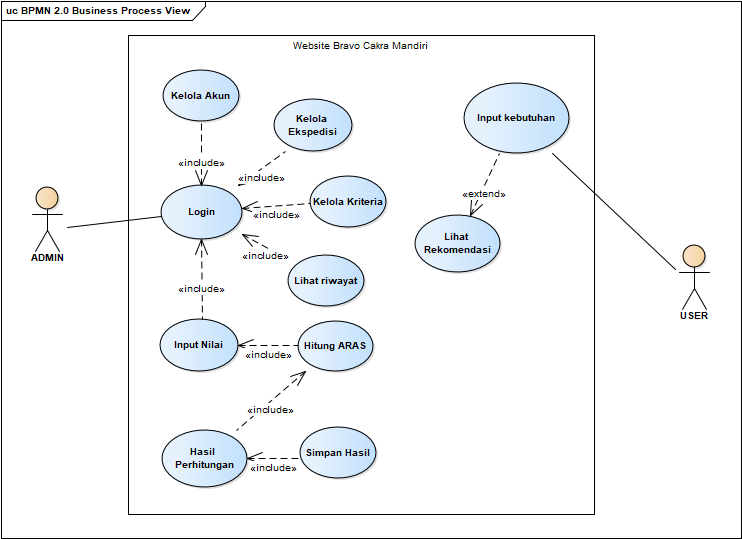 uc BPMN 2.0 Business Process View
Website Bravo Cakra Mandiri
Kelola Akun
Kelola
Ekspedisi
Input kebutuhan
«include»
«include»
Kelola Kriteria
«extend»
Login
«include»
ADMIN
Lihat
Rekomendasi
«include»
Lihat riwayat
«include»
USER
Input Nilai
Hitung ARAS
«include»
«include»
Hasil
Perhitungan
Simpan Hasil
«include»